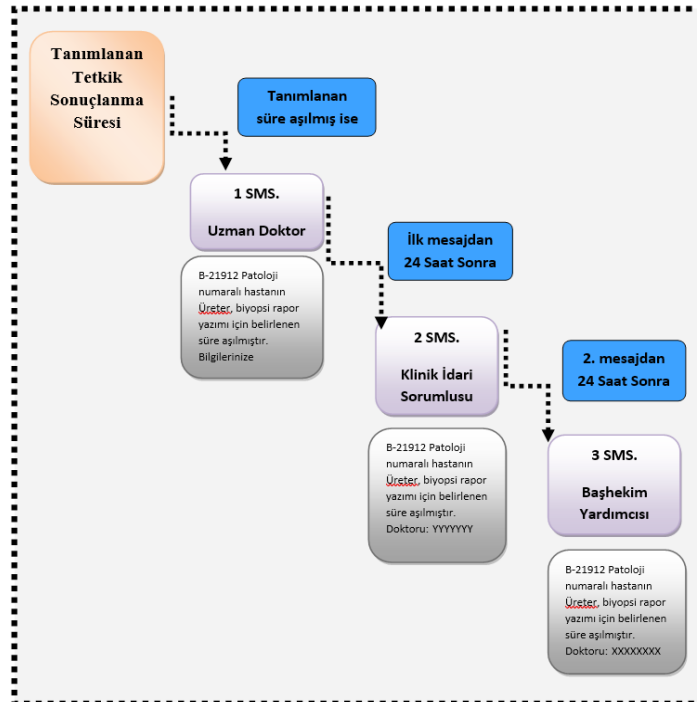 Tanımlanan
Tetkik
Sonuçlanma
Süresi
Tanımlanan
süre aşılmış ise
1 SMS.
Uzman Doktor
B-21912 Patoloji
numaralı hastanın
Üreter, biyopsi rapor
yazımı için belirlenen
süre aşılmıştır.
Bilgilerinize
İlk mesajdan
24 Saat Sonra
2 SMS.
Klinik İdari
Sorumlusu
B-21912 Patoloji
numaralı hastanın
Üreter, biyopsi rapor
yazımı için belirlenen
süre aşılmıştır.
Doktoru: YYYYYYY
2. mesajdan
24 Saat Sonra
3 SMS.
Başhekim
Yardımcısı
B-21912 Patoloji
numaralı hastanın
Üreter, biyopsi rapor
yazımı için belirlenen
süre aşılmıştır.
Doktoru: XXXXXXXX